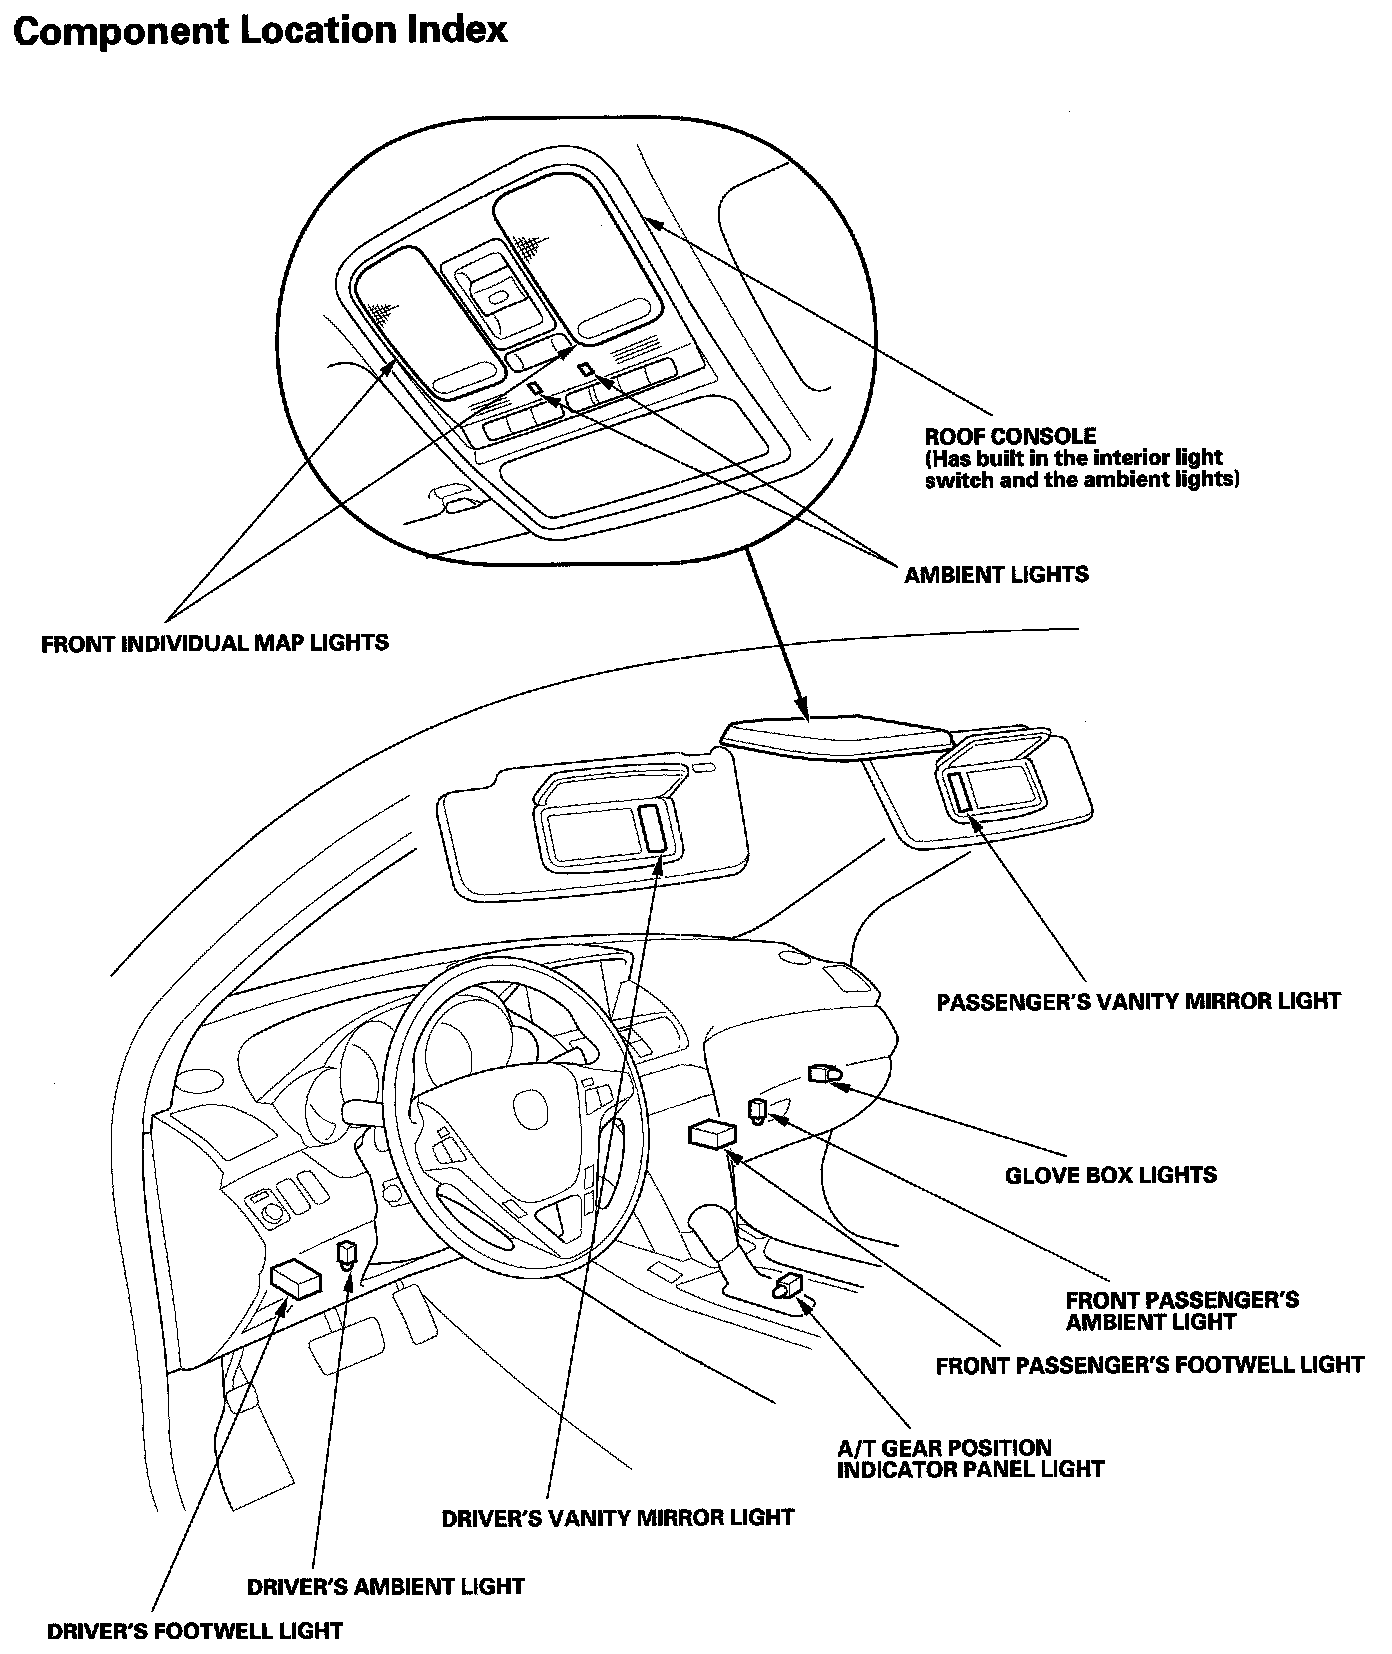 Component Location Index
ROOF CONSOLE
(Has built in the interior light
switch and the ambient lights)
AMBIENT LIGHTS
FRONT INDIVIDUAL MAP LIGHTS
PASSENGER'S VANITY MIRROR LIGHT
GLOVE BOX LIGHTS
FRONT PASSENGER'S
AMBIENT LIGHT
FRONT PASSENGER'S FOOTWELL LIGHT
A/T GEAR POSITION
INDICATOR PANEL LIGHT
DRIVER'S VANITY MIRROR LIGHT
DRIVER'S AMBIENT LIGHT
DRIVER'S FOOTWELL LIGHT